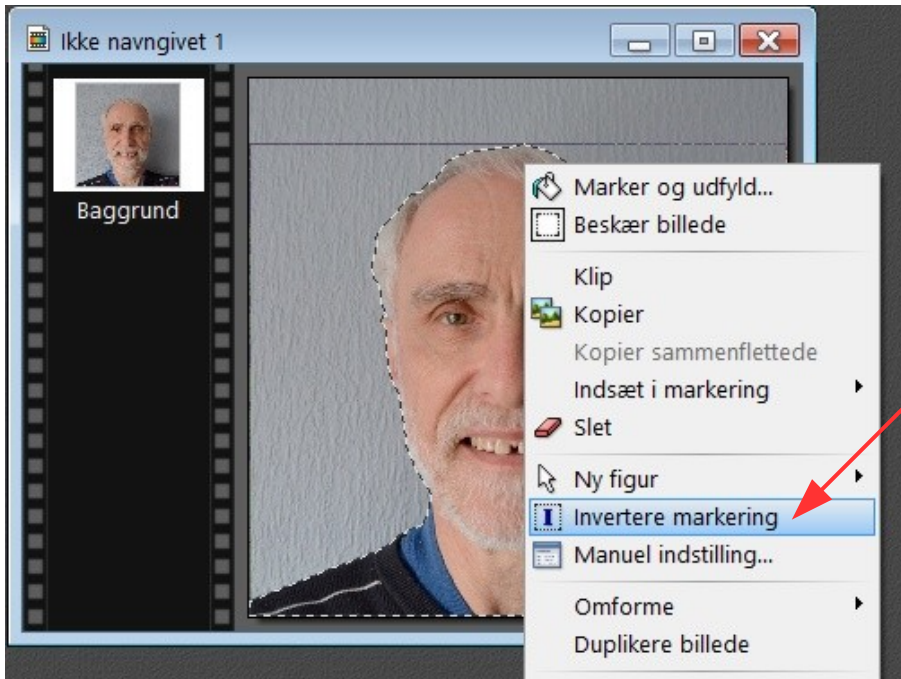 Ikke navngivet 1
Baggrund
Marker og udfyld...
Beskær billede
Klip
Kopier
Kopier sammenflettede
Indsæt i markering
Slet
Ny figur
Invertere markering
Manuel indstilling...
Omforme
Duplikere billede